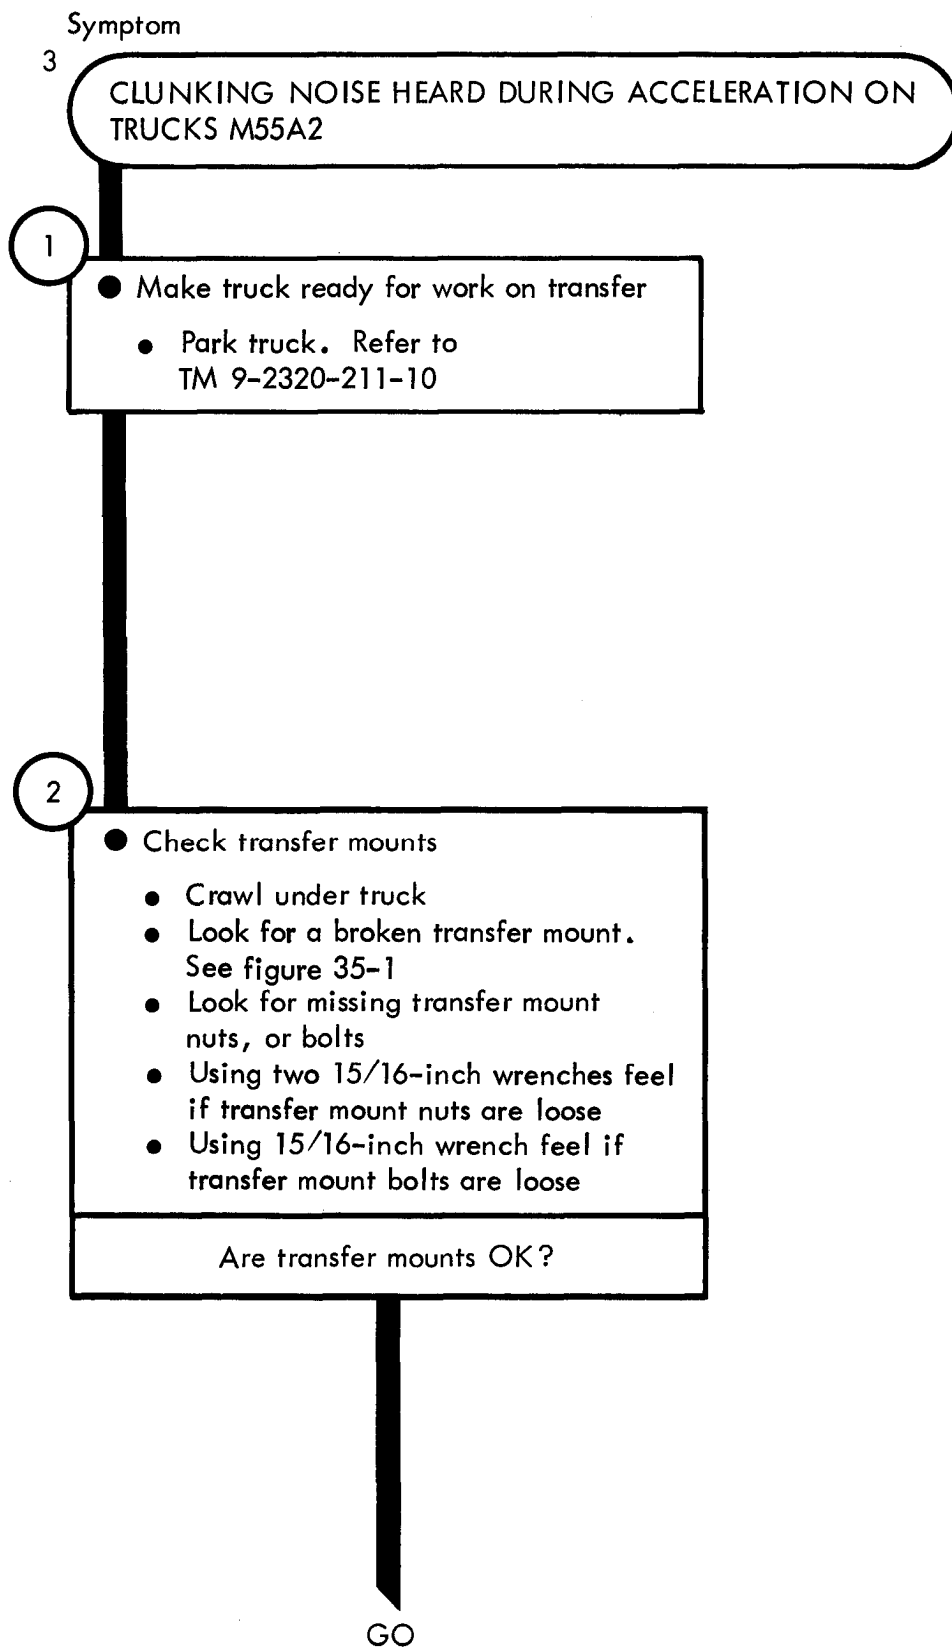 Symptom
3
CLUNKING NOISE HEARD DURING ACCELERATION ON
TRUCKS M55A2
1
● Make truck ready for work on transfer
● Park truck. Refer to
TM 9-2320-211-10
2
● Check transfer mounts
● Crawl under truck
● Look for a broken transfer mount.
See figure 35-1
● Look for missing transfer mount
nuts, or bolts
● Using two 15/16-inch wrenches feel
if transfer mount nuts are loose
● Using 15/16-inch wrench feel if
transfer mount bolts are loose
Are transfer mounts OK?
GO